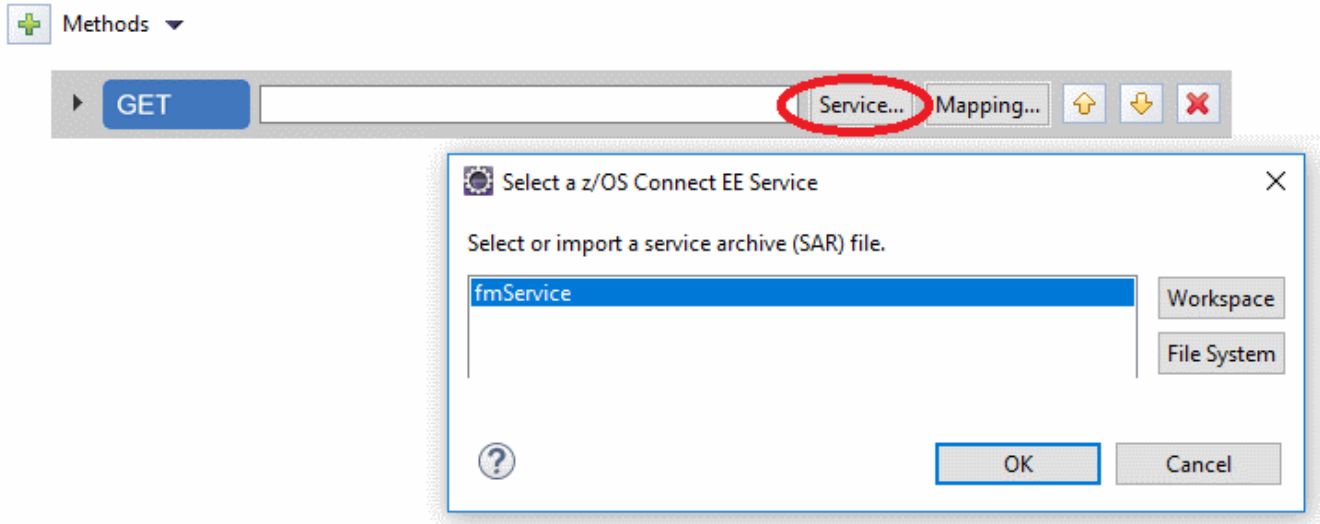 Methods
GET
Service... Mapping...
Select a z/OS Connect EE Service
Select or import a service archive (SAR) file.
fmService
Workspace
File System
OK Cancel